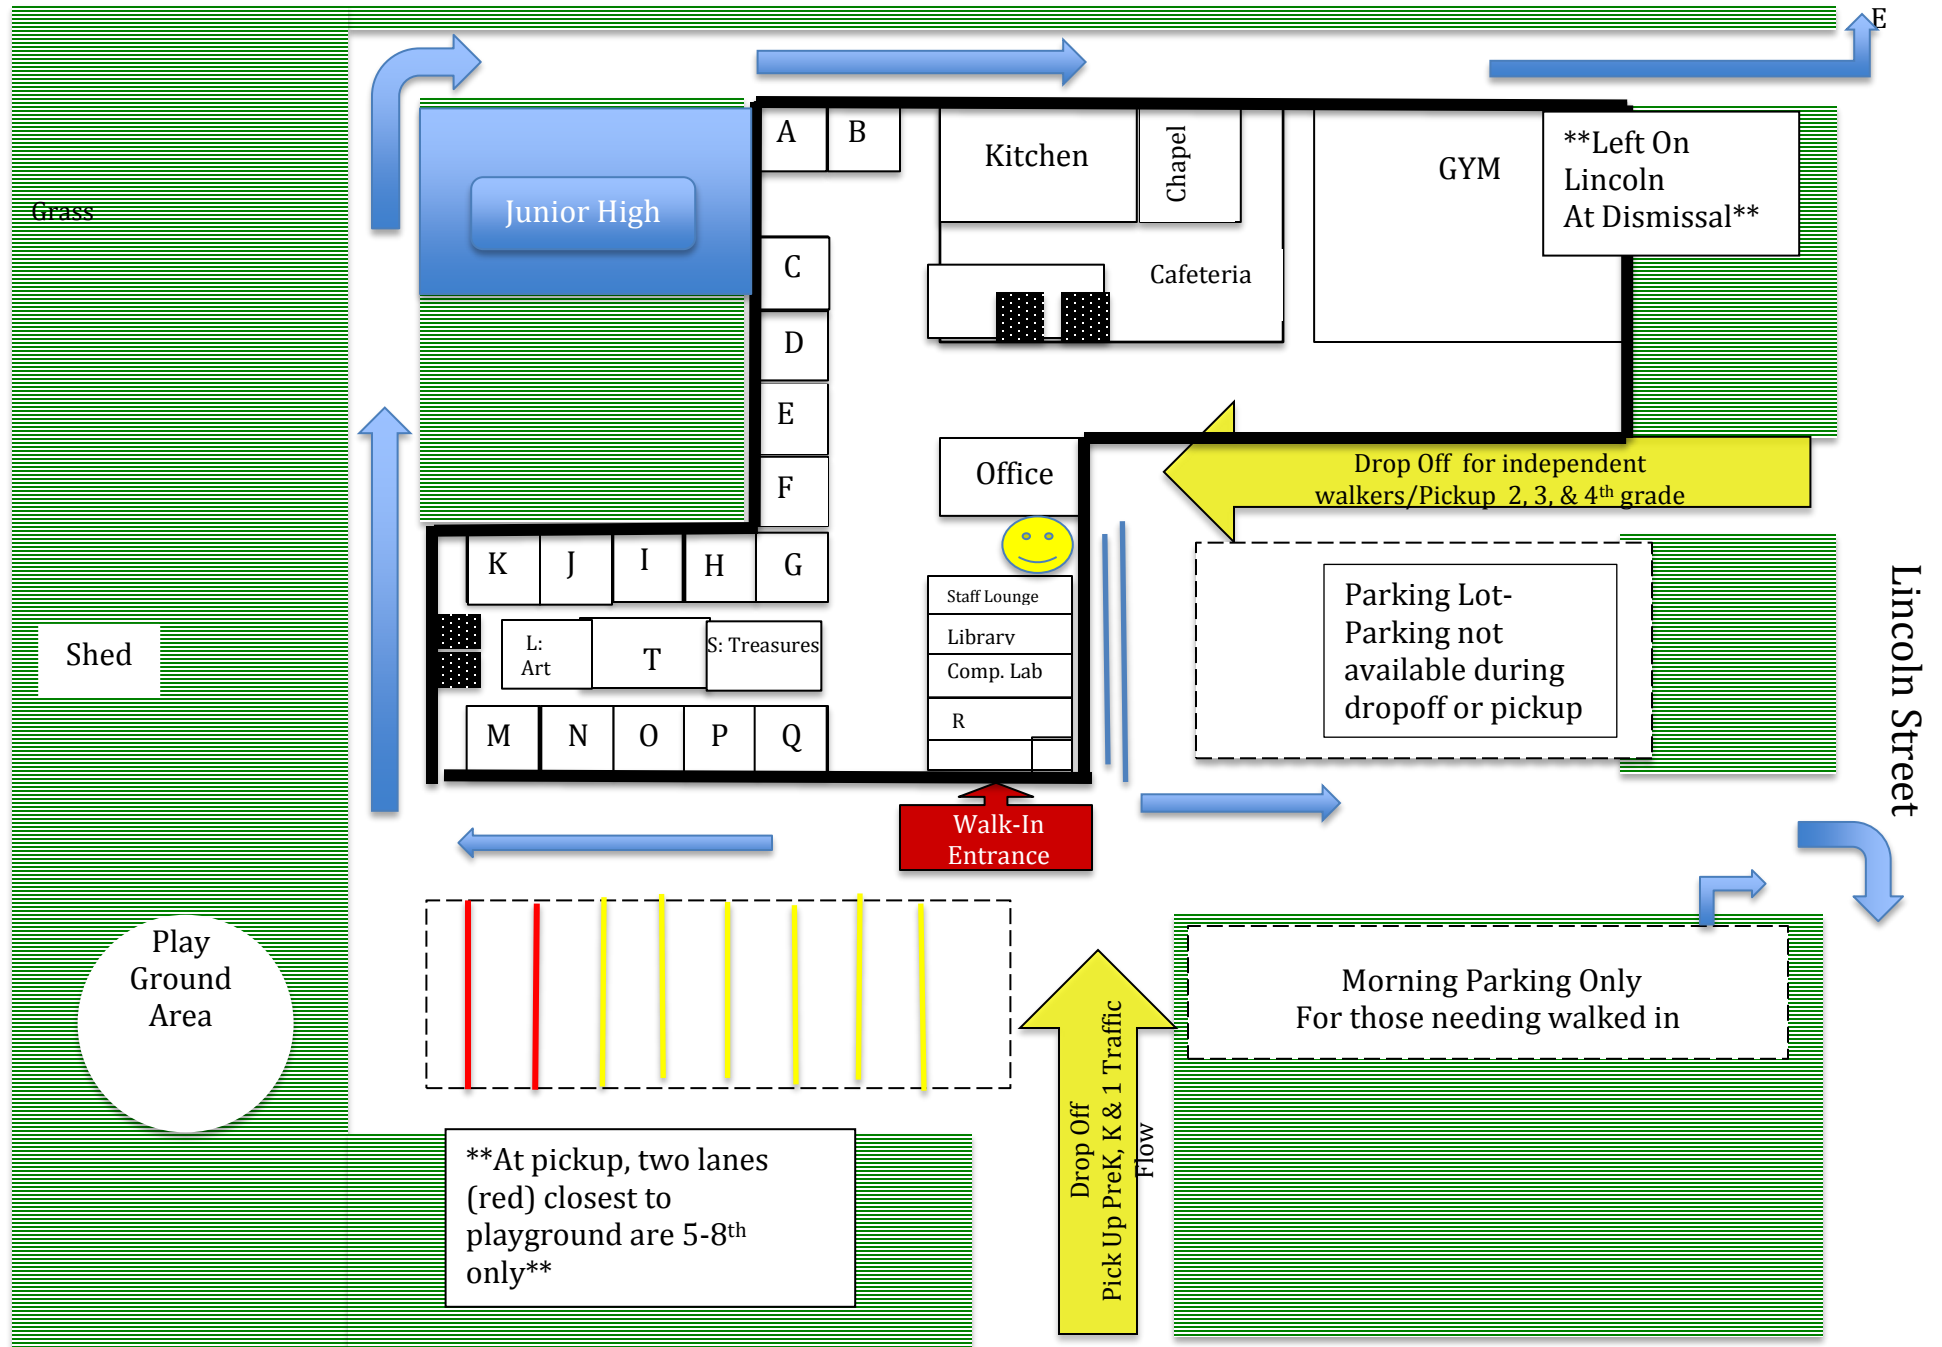 E
A
B
Kitchen
Chapel
GYM
**Left On
Lincoln
At Dismissal**
Grass
Junior High
C
Cafeteria
D
E
F
Office
Drop Off for independent
walkers/Pickup 2, 3, & 4th grade
K
J
I
H
G
Staff Lounge
Library
Comp. Lab
R
Parking Lot-
Parking not
available during
dropoff or pickup
Lincoln Street
Shed
L:
Art
T
S: Treasures
M
N
O
P
Q
Walk-In
Entrance
Play
Ground
Area
Morning Parking Only
For those needing walked in
Drop Off
Pick Up PreK, K & 1 Traffic
Flow
**At pickup, two lanes
(red) closest to
playground are 5-8th
only**